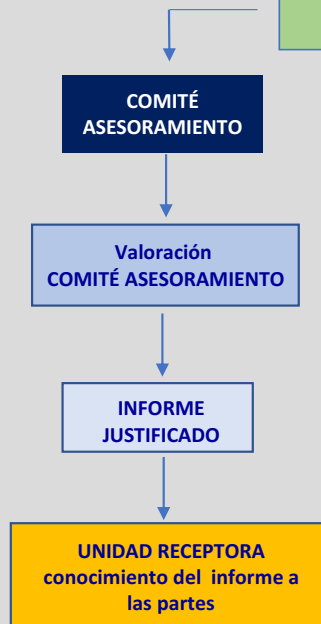 COMITÉ
ASESORAMIENTO
Valoración
COMITÉ ASESORAMIENTO
INFORME
JUSTIFICADO
UNIDAD RECEPTORA
conocimiento del informe a
las partes